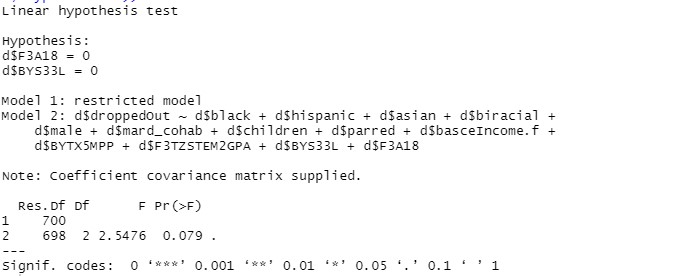 Linear hypothesis test
Hypothesis:
d$F3A18 = 0
d$BYS33L = 0
Model 1: restricted model
Model 2: d$droppedOut ~ d$black + d$hispanic + d$asian + d$biracial +
d$male + d$mard_cohab + d$children + d$parred + d$basceIncome.f +
d$BYTX5MPP + d$F3TZSTEM2GPA + d$BYS33L + d$F3A18
Note: Coefficient covariance matrix supplied.
Res.Df Df F Pr(>F)
1 700
2 698 2 2.5476 0.079 .
---
Signif. codes: 0 ‘***’ 0.001 ‘**’ 0.01 ‘*’ 0.05 ‘.’ 0.1 ‘ ’ 1